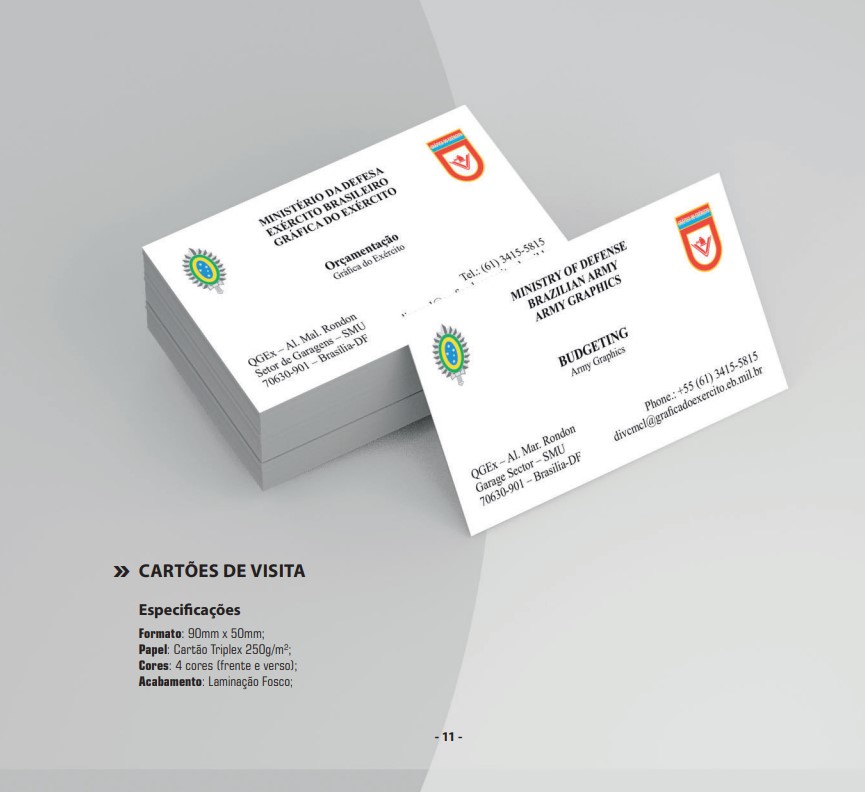 MINISTÉRIO DA DEFESA
EXÉRCITO BRASILEIRO
GRÁFICA DO EXÉRCITO
Orçamentação
Gráfica do Exército
Tel.: (61) 3415-5815
QGEx – Al. Mal. Rondon
Setor de Garagens – SMU
70630-901 – Brasília-DF
MINISTRY OF DEFENSE
BRAZILIAN ARMY
ARMY GRAPHICS
BUDGETING
Army Graphics
Phone.: +55 (61) 3415-5815
divcmcl@graficadoexercito.eb.mil.br
QGEx – Al. Mar. Rondon
Garage Sector – SMU
70630-901 – Brasília-DF
» CARTÕES DE VISITA
Especificações
Formato: 90mm x 50mm;
Papel: Cartão Triplex 250g/m²;
Cores: 4 cores (frente e verso);
Acabamento: Laminação Fosco;
- 11 -